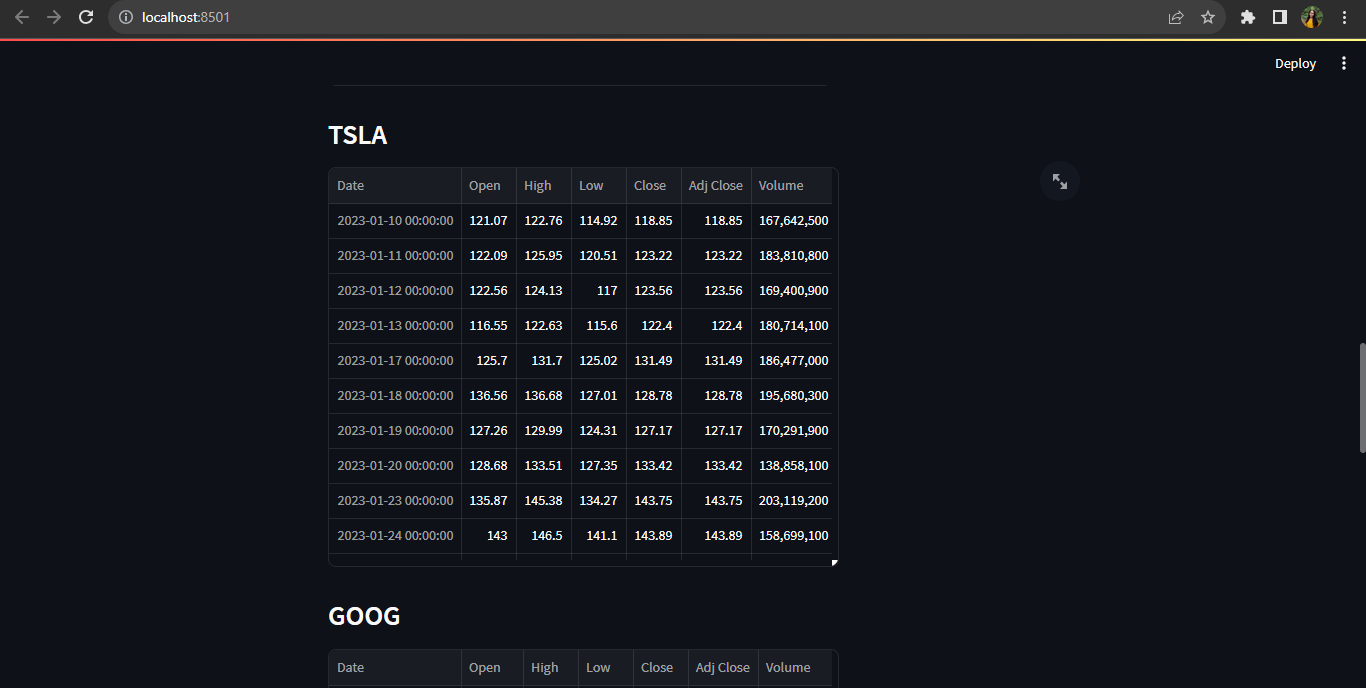 localhost:8501
Deploy
TSLA
Date Open High Low Close Adj Close Volume
2023-01-10 00:00:00 121.07 122.76 114.92 118.85 118.85 167,642,500
2023-01-11 00:00:00 122.09 125.95 120.51 123.22 123.22 183,810,800
2023-01-12 00:00:00 122.56 124.13 117 123.56 123.56 169,400,900
2023-01-13 00:00:00 116.55 122.63 115.6 122.4 122.4 180,714,100
2023-01-17 00:00:00 125.7 131.7 125.02 131.49 131.49 186,477,000
2023-01-18 00:00:00 136.56 136.68 127.01 128.78 128.78 195,680,300
2023-01-19 00:00:00 127.26 129.99 124.31 127.17 127.17 170,291,900
2023-01-20 00:00:00 128.68 133.51 127.35 133.42 133.42 138,858,100
2023-01-23 00:00:00 135.87 145.38 134.27 143.75 143.75 203,119,200
2023-01-24 00:00:00 143 146.5 141.1 143.89 143.89 158,699,100
GOOG
Date Open High Low Close Adj Close Volume